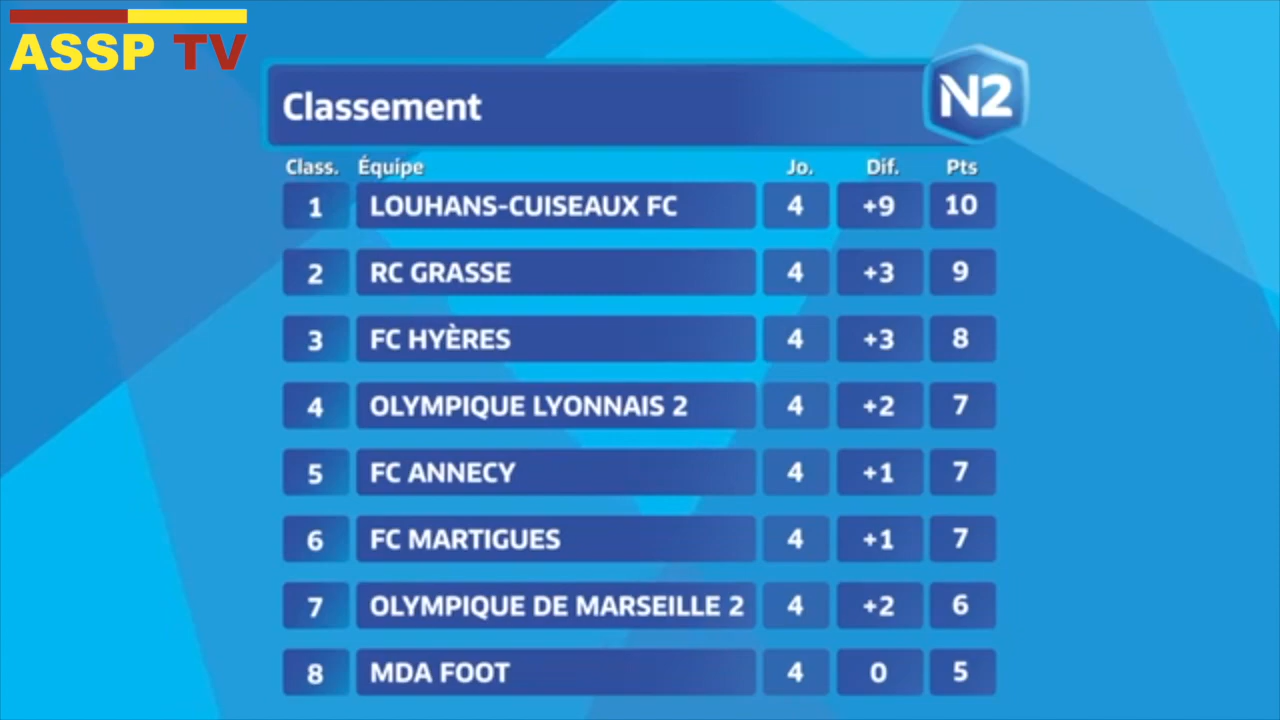 ASSP TV
Classement N2
Class. Équipe Jo. Dif. Pts
1 LOUHANS-CUISEAUX FC 4 +9 10
2 RC GRASSE 4 +3 9
3 FC HYÈRES 4 +3 8
4 OLYMPIQUE LYONNAIS 2 4 +2 7
5 FC ANNECY 4 +1 7
6 FC MARTIGUES 4 +1 7
7 OLYMPIQUE DE MARSEILLE 2 4 +2 6
8 MDA FOOT 4 0 5